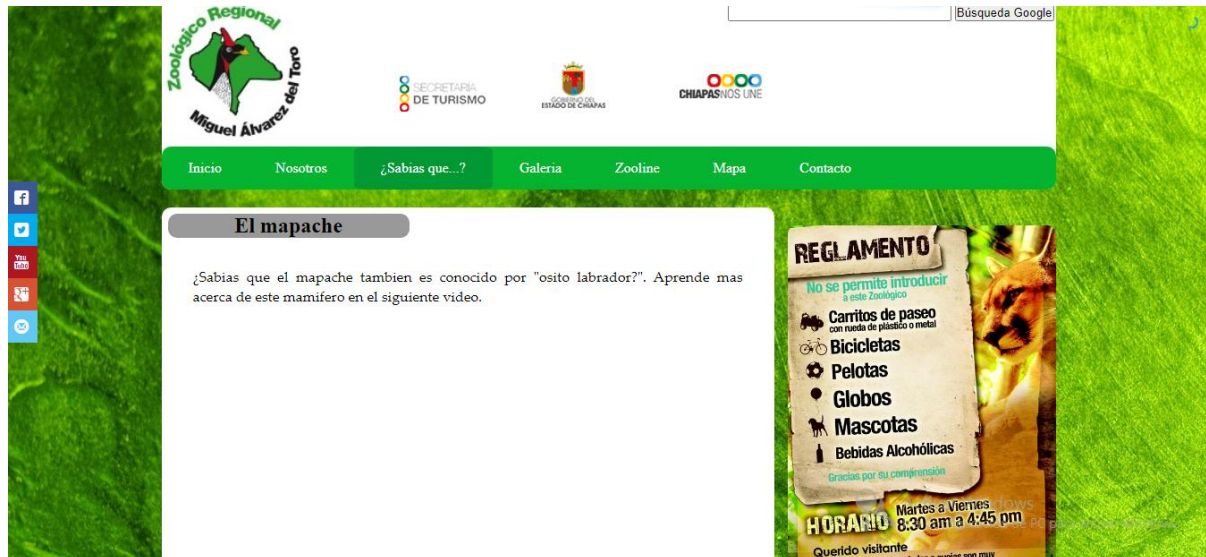 Búsqueda Google
Zoológico Regional
Miguel Álvarez del Toro
SECRETARIA
DE TURISMO
GOBIERNO DEL
ESTADO DE CHIAPAS
CHIAPASNOS UNE
Inicio
Nosotros
¿Sabias que...?
Galeria
Zooline
Mapa
Contacto
You
Tube
El mapache
¿Sabias que el mapache tambien es conocido por "osito labrador?". Aprende mas
acerca de este mamifero en el siguiente video.
REGLAMENTO
No se permite introducir
a este Zoológico
Carritos de paseo
con rueda de plástico o metal
Bicicletas
Pelotas
Globos
Mascotas
Bebidas Alcohólicas
Gracias por su comprensión
HORARIO
Martes a Viernes
8:30 am a 4:45 pm
Querido visitante